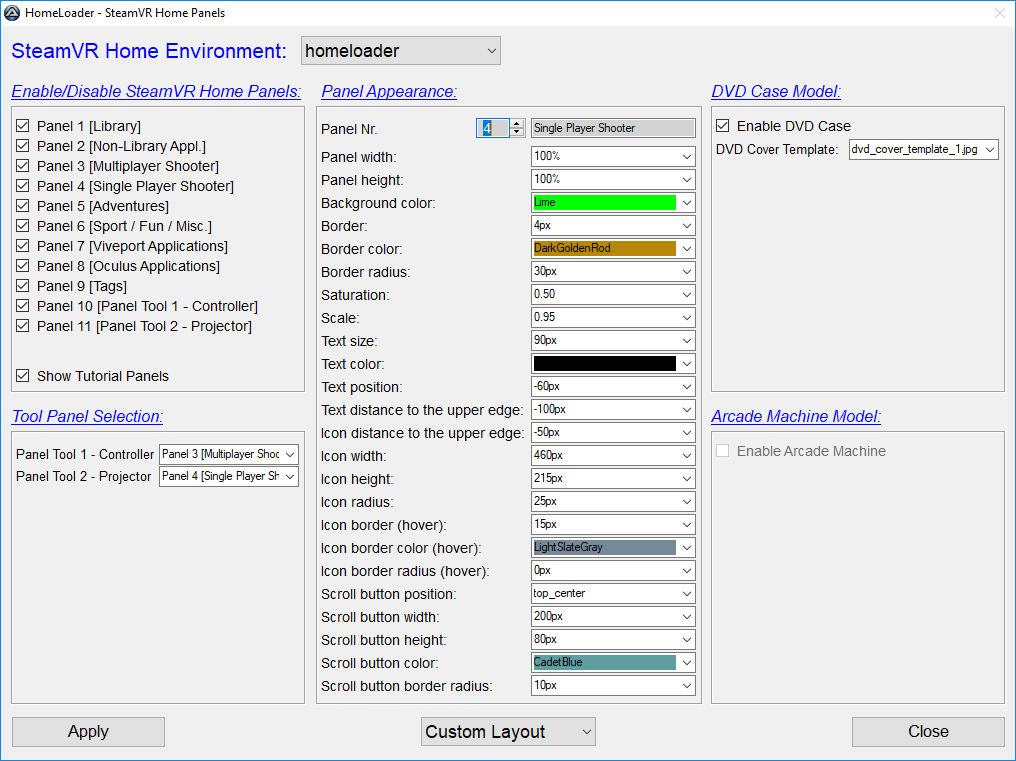 HomeLoader - SteamVR Home Panels
SteamVR Home Environment: homeloader
Enable/Disable SteamVR Home Panels:
Panel 1 [Library]
Panel 2 [Non-Library Appl.]
Panel 3 [Multiplayer Shooter]
Panel 4 [Single Player Shooter]
Panel 5 [Adventures]
Panel 6 [Sport / Fun / Misc.]
Panel 7 [Viveport Applications]
Panel 8 [Oculus Applications]
Panel 9 [Tags]
Panel 10 [Panel Tool 1 - Controller]
Panel 11 [Panel Tool 2 - Projector]
Show Tutorial Panels
Tool Panel Selection:
Panel Tool 1 - Controller Panel 3 [Multiplayer Shoc
Panel Tool 2 - Projector Panel 4 [Single Player Sh
Panel Appearance:
Panel Nr. 4 Single Player Shooter
Panel width: 100%
Panel height: 100%
Background color: Lime
Border: 4px
Border color: DarkGoldenRod
Border radius: 30px
Saturation: 0.50
Scale: 0.95
Text size: 90px
Text color:
Text position: -60px
Text distance to the upper edge: -100px
Icon distance to the upper edge: -50px
Icon width: 460px
Icon height: 215px
Icon radius: 25px
Icon border (hover): 15px
Icon border color (hover): LightSlateGray
Icon border radius (hover): 0px
Scroll button position: top_center
Scroll button width: 200px
Scroll button height: 80px
Scroll button color: CadetBlue
Scroll button border radius: 10px
DVD Case Model:
Enable DVD Case
DVD Cover Template: dvd_cover_template_1.jpg
Arcade Machine Model:
Enable Arcade Machine
Apply
Custom Layout
Close